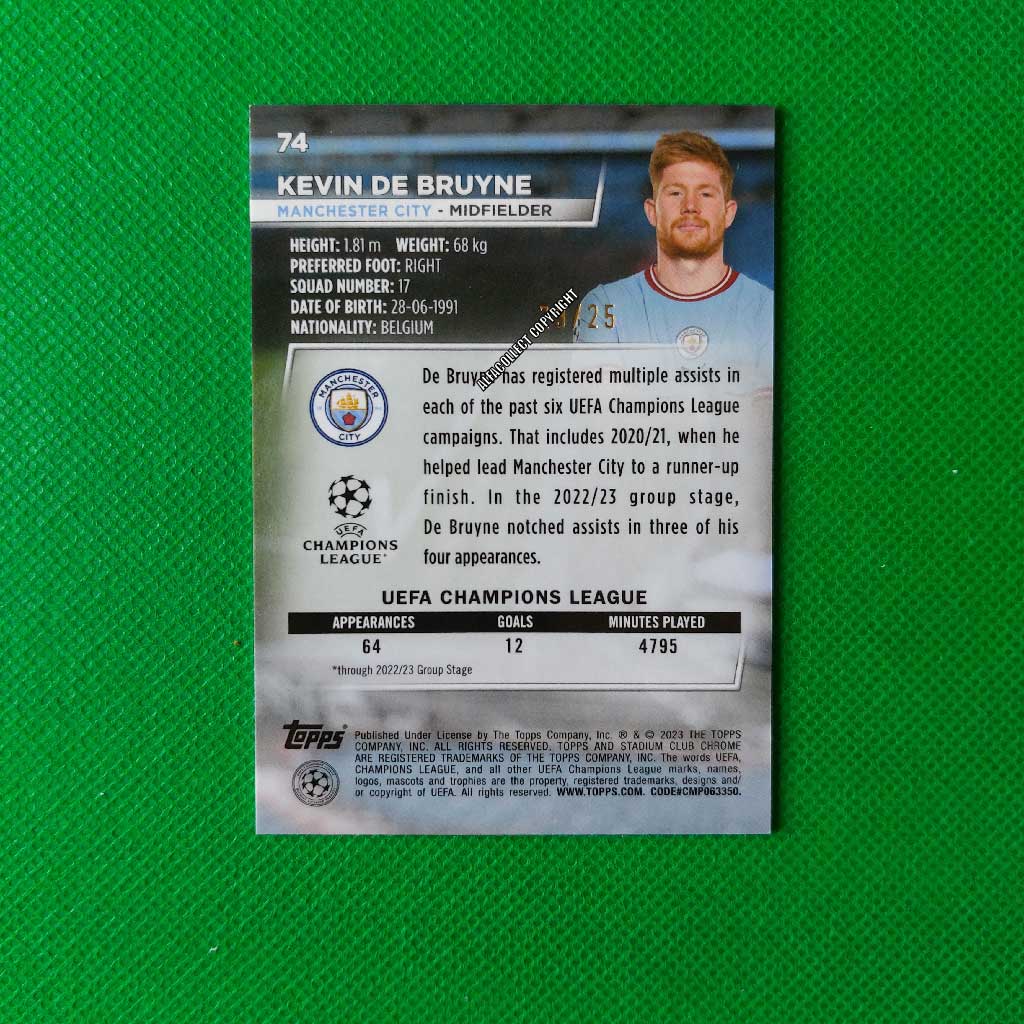 74
KEVIN DE BRUYNE
MANCHESTER CITY - MIDFIELDER
HEIGHT: 1.81 m WEIGHT: 68 kg
PREFERRED FOOT: RIGHT
SQUAD NUMBER: 17
DATE OF BIRTH: 28-06-1991
NATIONALITY: BELGIUM
/25
ALFACOLLECT COPYRIGHT
MANCHESTER
CITY
De Bruyne has registered multiple assists in
each of the past six UEFA Champions League
campaigns. That includes 2020/21, when he
helped lead Manchester City to a runner-up
finish. In the 2022/23 group stage,
De Bruyne notched assists in three of his
four appearances.
UEFA
CHAMPIONS
LEAGUE®
UEFA CHAMPIONS LEAGUE
APPEARANCES GOALS MINUTES PLAYED
64 12 4795
*through 2022/23 Group Stage
topps®
Published Under License by The Topps Company, Inc. ® & © 2023 THE TOPPS
COMPANY, INC. ALL RIGHTS RESERVED. TOPPS AND STADIUM CLUB CHROME
ARE REGISTERED TRADEMARKS OF THE TOPPS COMPANY, INC. The words UEFA,
CHAMPIONS LEAGUE, and all other UEFA Champions League marks, names,
logos, mascots and trophies are the property, registered trademarks, designs and/
or copyright of UEFA. All rights reserved. WWW.TOPPS.COM. CODE#CMP063350.